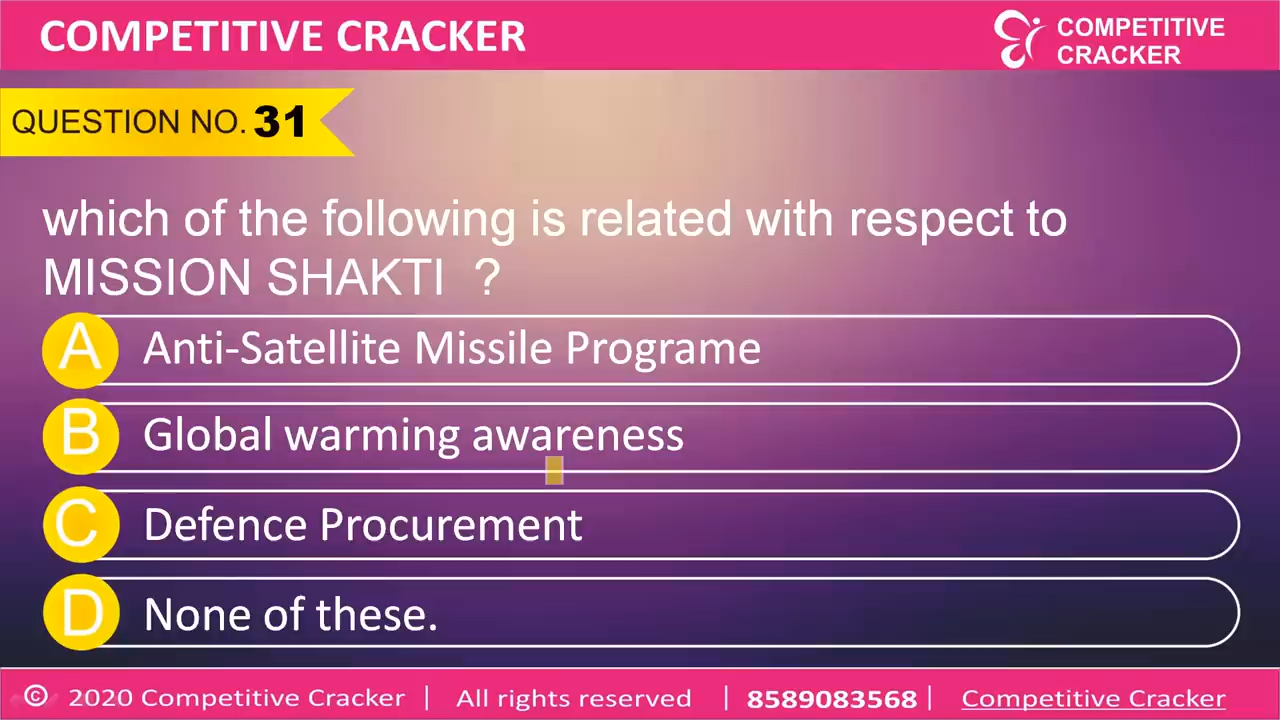 COMPETITIVE CRACKER
COMPETITIVE
CRACKER
QUESTION NO. 31
which of the following is related with respect to
MISSION SHAKTI ?
A Anti-Satellite Missile Programe
B Global warming awareness
C Defence Procurement
D None of these.
© 2020 Competitive Cracker | All rights reserved | 8589083568 | Competitive Cracker